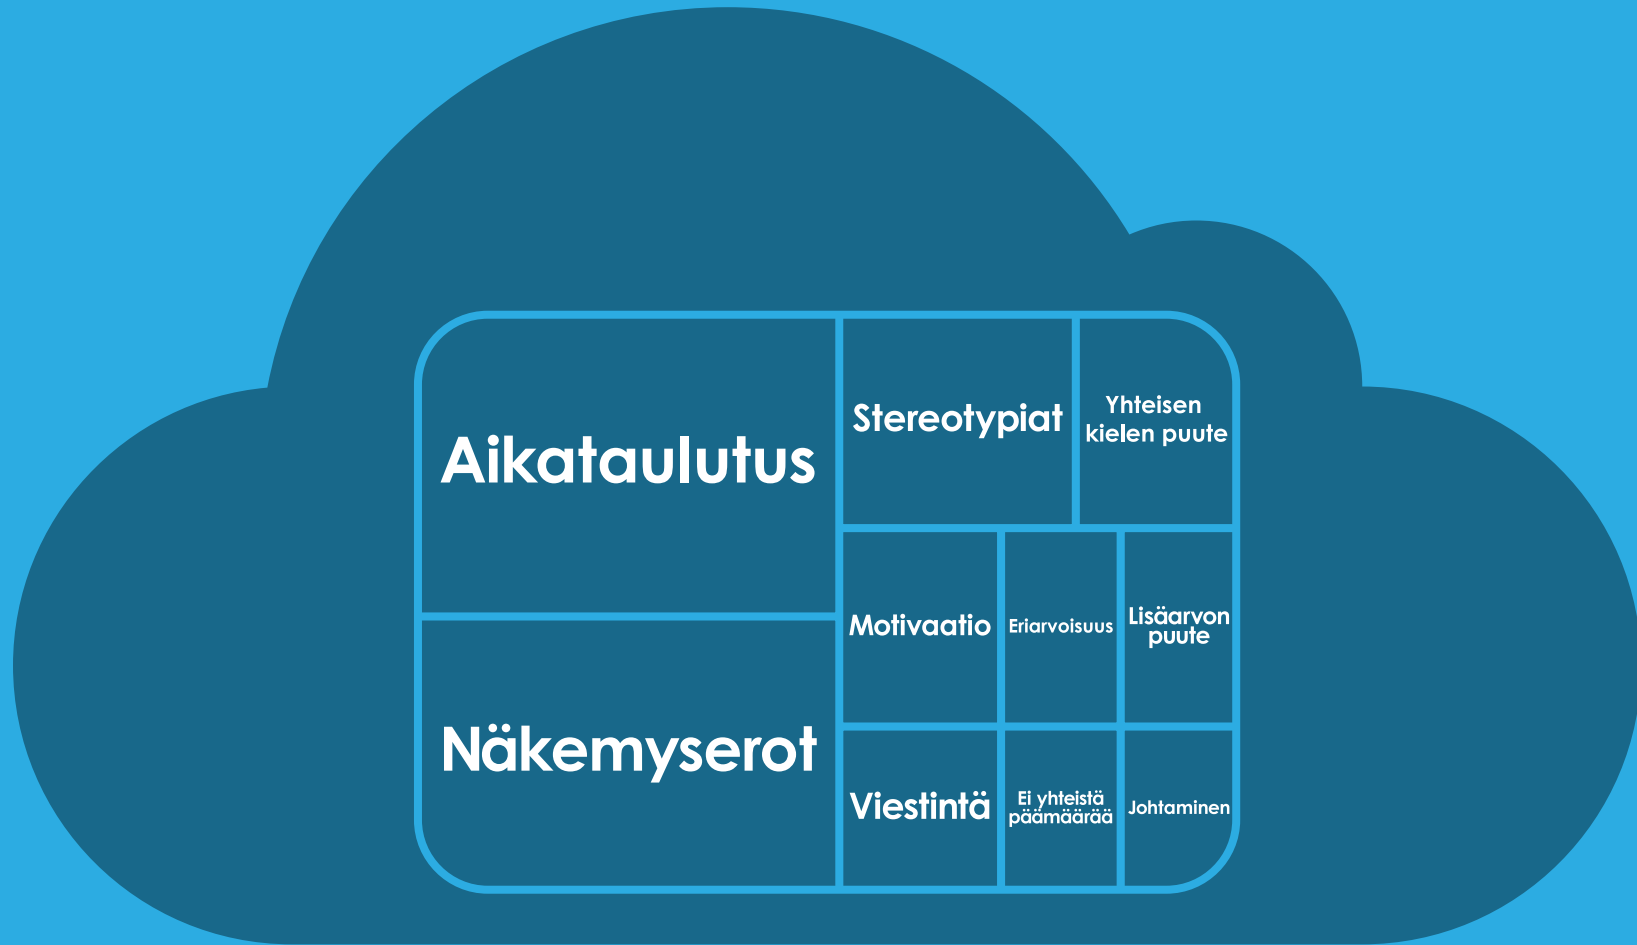 Aikataulutus
Näkemyserot
Stereotypiat
Yhteisen
kielen puute
Motivaatio
Eriarvoisuus
Lisäarvon
puute
Viestintä
Ei yhteistä
päämäärää
Johtaminen